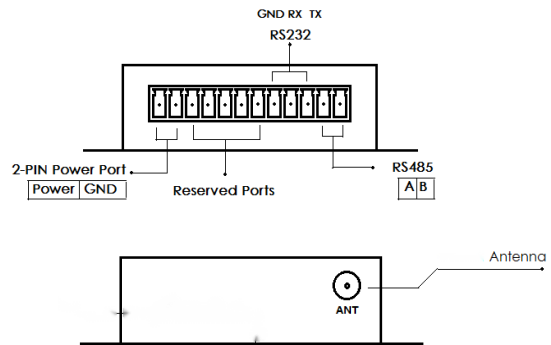 GND RX TX
RS232
2-PIN Power Port
Power GND
Reserved Ports
RS485
A B
Antenna
ANT